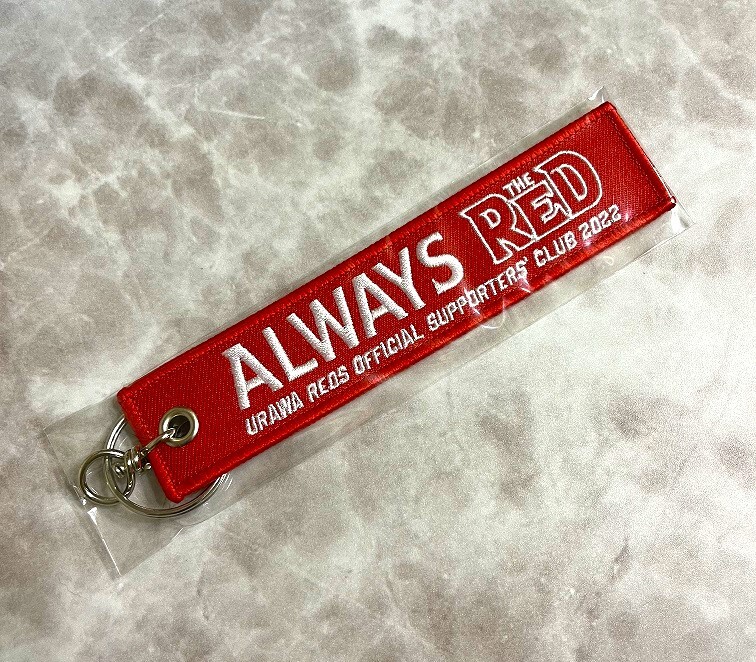 ALWAYS THE RED
URAWA REDS OFFICIAL SUPPORTERS' CLUB 2022